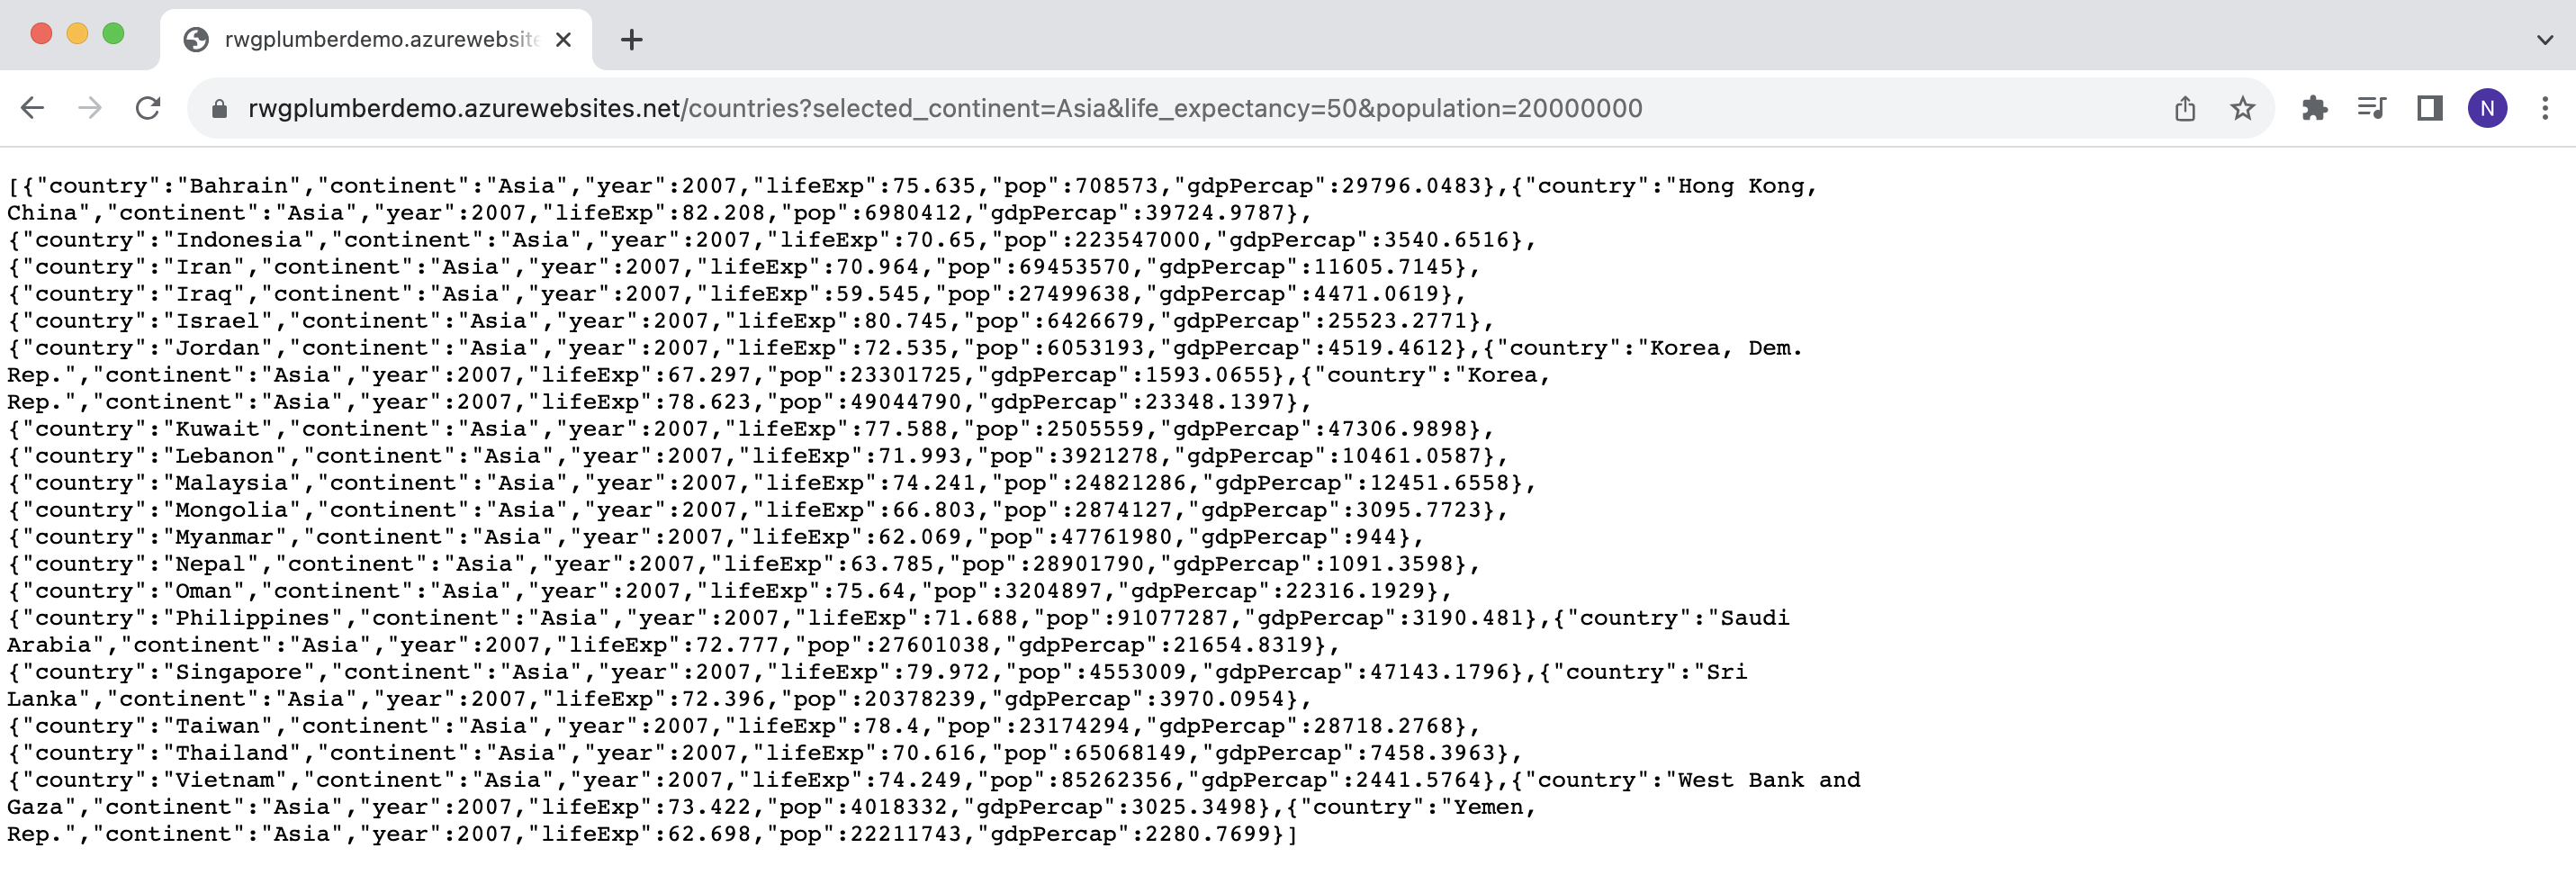 rwgplumberdemo.azurewebsite
rwgplumberdemo.azurewebsites.net/countries?selected_continent=Asia&life_expectancy=50&population=20000000
N
[{"country":"Bahrain","continent":"Asia","year":2007,"lifeExp":75.635,"pop":708573,"gdpPercap":29796.0483},{"country":"Hong Kong,
China","continent":"Asia","year":2007,"lifeExp":82.208,"pop":6980412,"gdpPercap":39724.9787},
{"country":"Indonesia","continent":"Asia","year":2007,"lifeExp":70.65,"pop":223547000,"gdpPercap":3540.6516},
{"country":"Iran","continent":"Asia","year":2007,"lifeExp":70.964,"pop":69453570,"gdpPercap":11605.7145},
{"country":"Iraq","continent":"Asia","year":2007,"lifeExp":59.545,"pop":27499638,"gdpPercap":4471.0619},
{"country":"Israel","continent":"Asia","year":2007,"lifeExp":80.745,"pop":6426679,"gdpPercap":25523.2771},
{"country":"Jordan","continent":"Asia","year":2007,"lifeExp":72.535,"pop":6053193,"gdpPercap":4519.4612},{"country":"Korea, Dem.
Rep.","continent":"Asia","year":2007,"lifeExp":67.297,"pop":23301725,"gdpPercap":1593.0655},{"country":"Korea,
Rep.","continent":"Asia","year":2007,"lifeExp":78.623,"pop":49044790,"gdpPercap":23348.1397},
{"country":"Kuwait","continent":"Asia","year":2007,"lifeExp":77.588,"pop":2505559,"gdpPercap":47306.9898},
{"country":"Lebanon","continent":"Asia","year":2007,"lifeExp":71.993,"pop":3921278,"gdpPercap":10461.0587},
{"country":"Malaysia","continent":"Asia","year":2007,"lifeExp":74.241,"pop":24821286,"gdpPercap":12451.6558},
{"country":"Mongolia","continent":"Asia","year":2007,"lifeExp":66.803,"pop":2874127,"gdpPercap":3095.7723},
{"country":"Myanmar","continent":"Asia","year":2007,"lifeExp":62.069,"pop":47761980,"gdpPercap":944},
{"country":"Nepal","continent":"Asia","year":2007,"lifeExp":63.785,"pop":28901790,"gdpPercap":1091.3598},
{"country":"Oman","continent":"Asia","year":2007,"lifeExp":75.64,"pop":3204897,"gdpPercap":22316.1929},
{"country":"Philippines","continent":"Asia","year":2007,"lifeExp":71.688,"pop":91077287,"gdpPercap":3190.481},{"country":"Saudi
Arabia","continent":"Asia","year":2007,"lifeExp":72.777,"pop":27601038,"gdpPercap":21654.8319},
{"country":"Singapore","continent":"Asia","year":2007,"lifeExp":79.972,"pop":4553009,"gdpPercap":47143.1796},{"country":"Sri
Lanka","continent":"Asia","year":2007,"lifeExp":72.396,"pop":20378239,"gdpPercap":3970.0954},
{"country":"Taiwan","continent":"Asia","year":2007,"lifeExp":78.4,"pop":23174294,"gdpPercap":28718.2768},
{"country":"Thailand","continent":"Asia","year":2007,"lifeExp":70.616,"pop":65068149,"gdpPercap":7458.3963},
{"country":"Vietnam","continent":"Asia","year":2007,"lifeExp":74.249,"pop":85262356,"gdpPercap":2441.5764},{"country":"West Bank and
Gaza","continent":"Asia","year":2007,"lifeExp":73.422,"pop":4018332,"gdpPercap":3025.3498},{"country":"Yemen,
Rep.","continent":"Asia","year":2007,"lifeExp":62.698,"pop":22211743,"gdpPercap":2280.7699}]